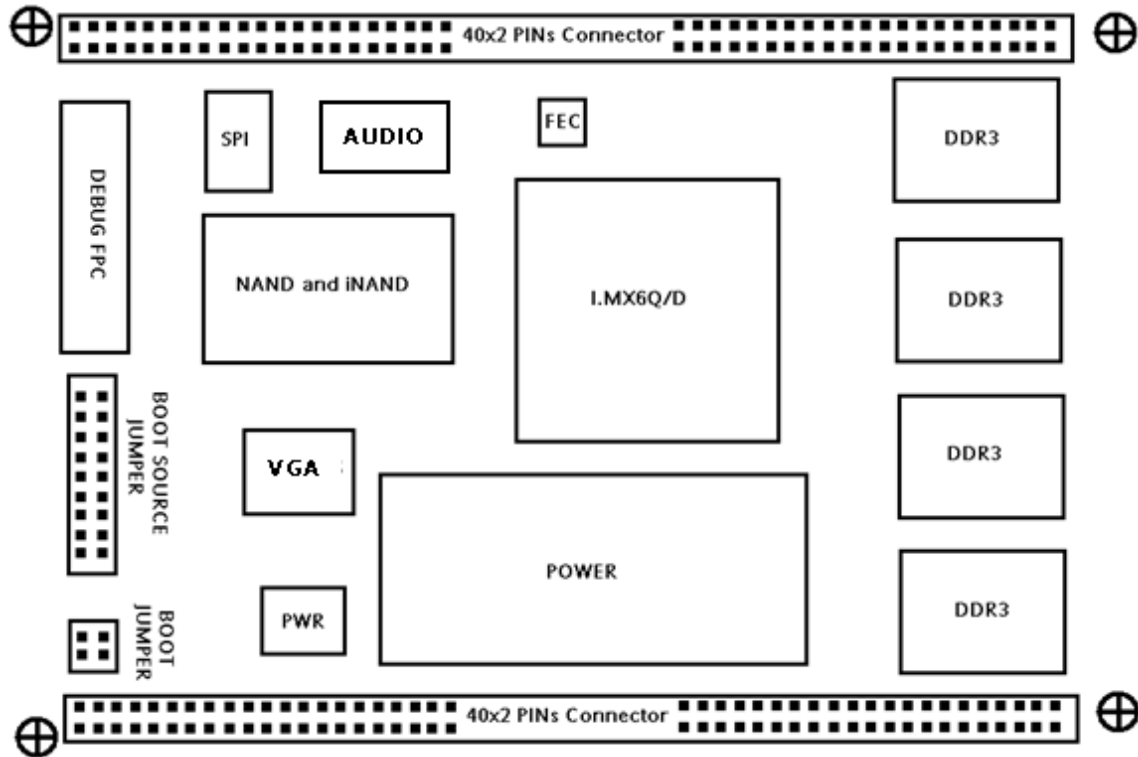 40x2 PINs Connector
SPI
AUDIO
FEC
DDR3
DEBUG FPC
NAND and iNAND
I.MX6Q/D
DDR3
BOOT SOURCE
JUMPER
VGA
DDR3
POWER
BOOT
JUMPER
PWR
DDR3
40x2 PINs Connector